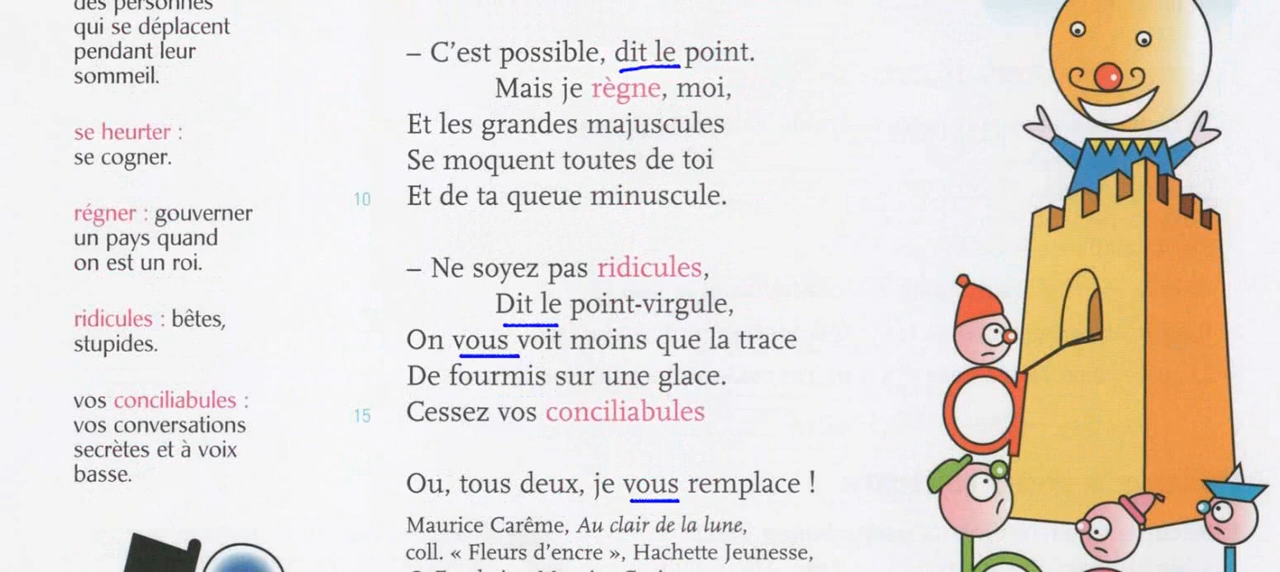 des personnes
qui se déplacent
pendant leur
sommeil.
se heurter :
se cogner.
régner : gouverner
un pays quand
on est un roi.
ridicules : bêtes,
stupides.
vos conciliabules :
vos conversations
secrètes et à voix
basse.
– C'est possible, dit le point.
Mais je règne, moi,
Et les grandes majuscules
Se moquent toutes de toi
10 Et de ta queue minuscule.
– Ne soyez pas ridicules,
Dit le point-virgule,
On vous voit moins que la trace
De fourmis sur une glace.
15 Cessez vos conciliabules
Ou, tous deux, je vous remplace !
Maurice Carême, Au clair de la lune,
coll. « Fleurs d'encre », Hachette Jeunesse,